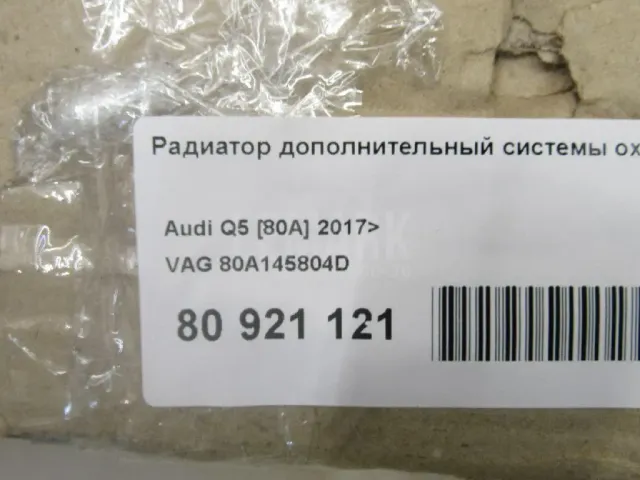 Радиатор дополнительный системы ох
Audi Q5 [80A] 2017>
VAG 80A145804D
80 921 121